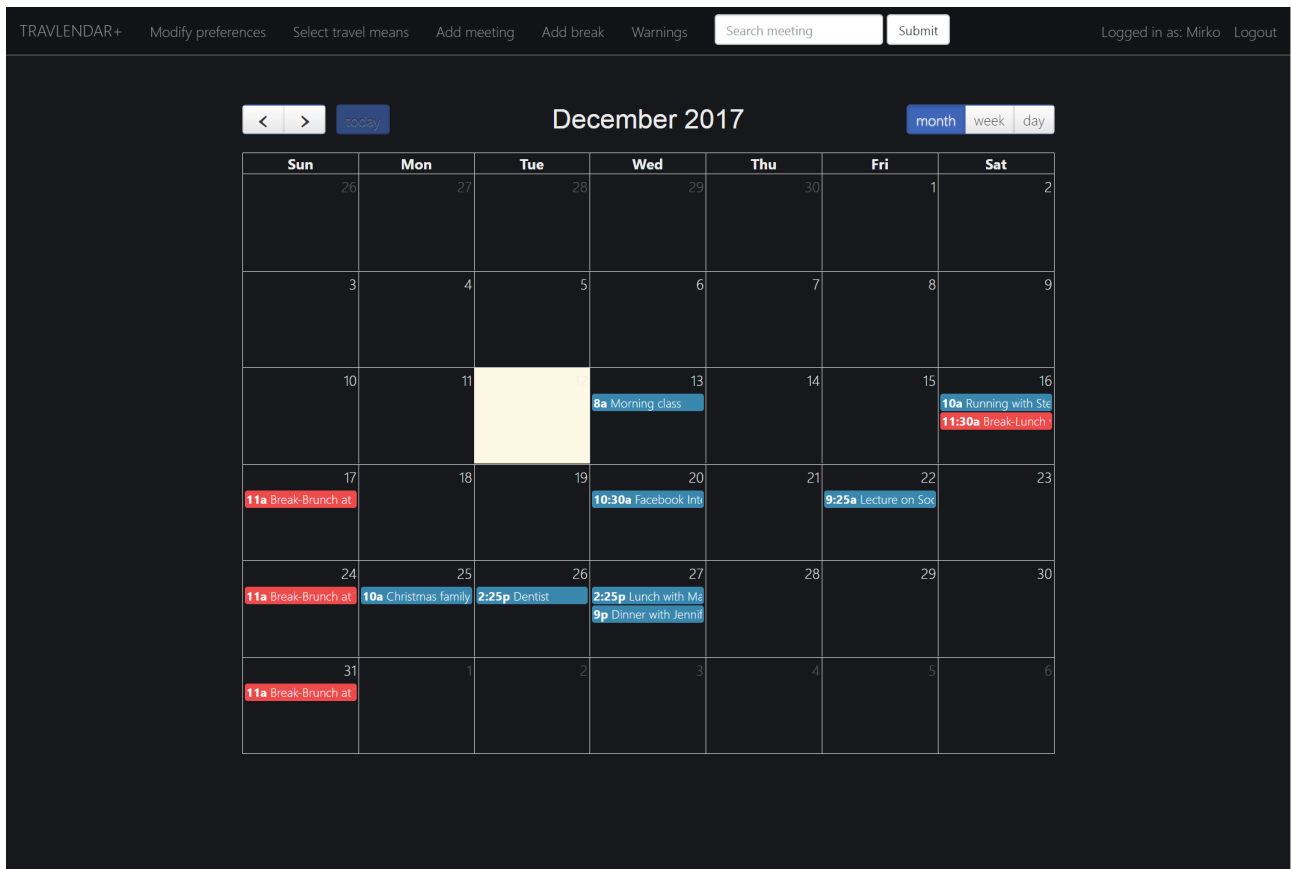 TRAVLENDAR+ Modify preferences Select travel means Add meeting Add break Warnings Search meeting Submit Logged in as: Mirko Logout
today December 2017 month week day
Sun Mon Tue Wed Thu Fri Sat
26 27 28 29 30 1 2
3 4 5 6 7 8 9
10 11 12 13 14 15 16
8a Morning class 10a Running with Ste
11:30a Break-Lunch
17 18 19 20 21 22 23
11a Break-Brunch at 10:30a Facebook Inte 9:25a Lecture on Soc
24 25 26 27 28 29 30
11a Break-Brunch at 10a Christmas family 2:25p Dentist 2:25p Lunch with Ma
9p Dinner with Jennif
31 1 2 3 4 5 6
11a Break-Brunch at